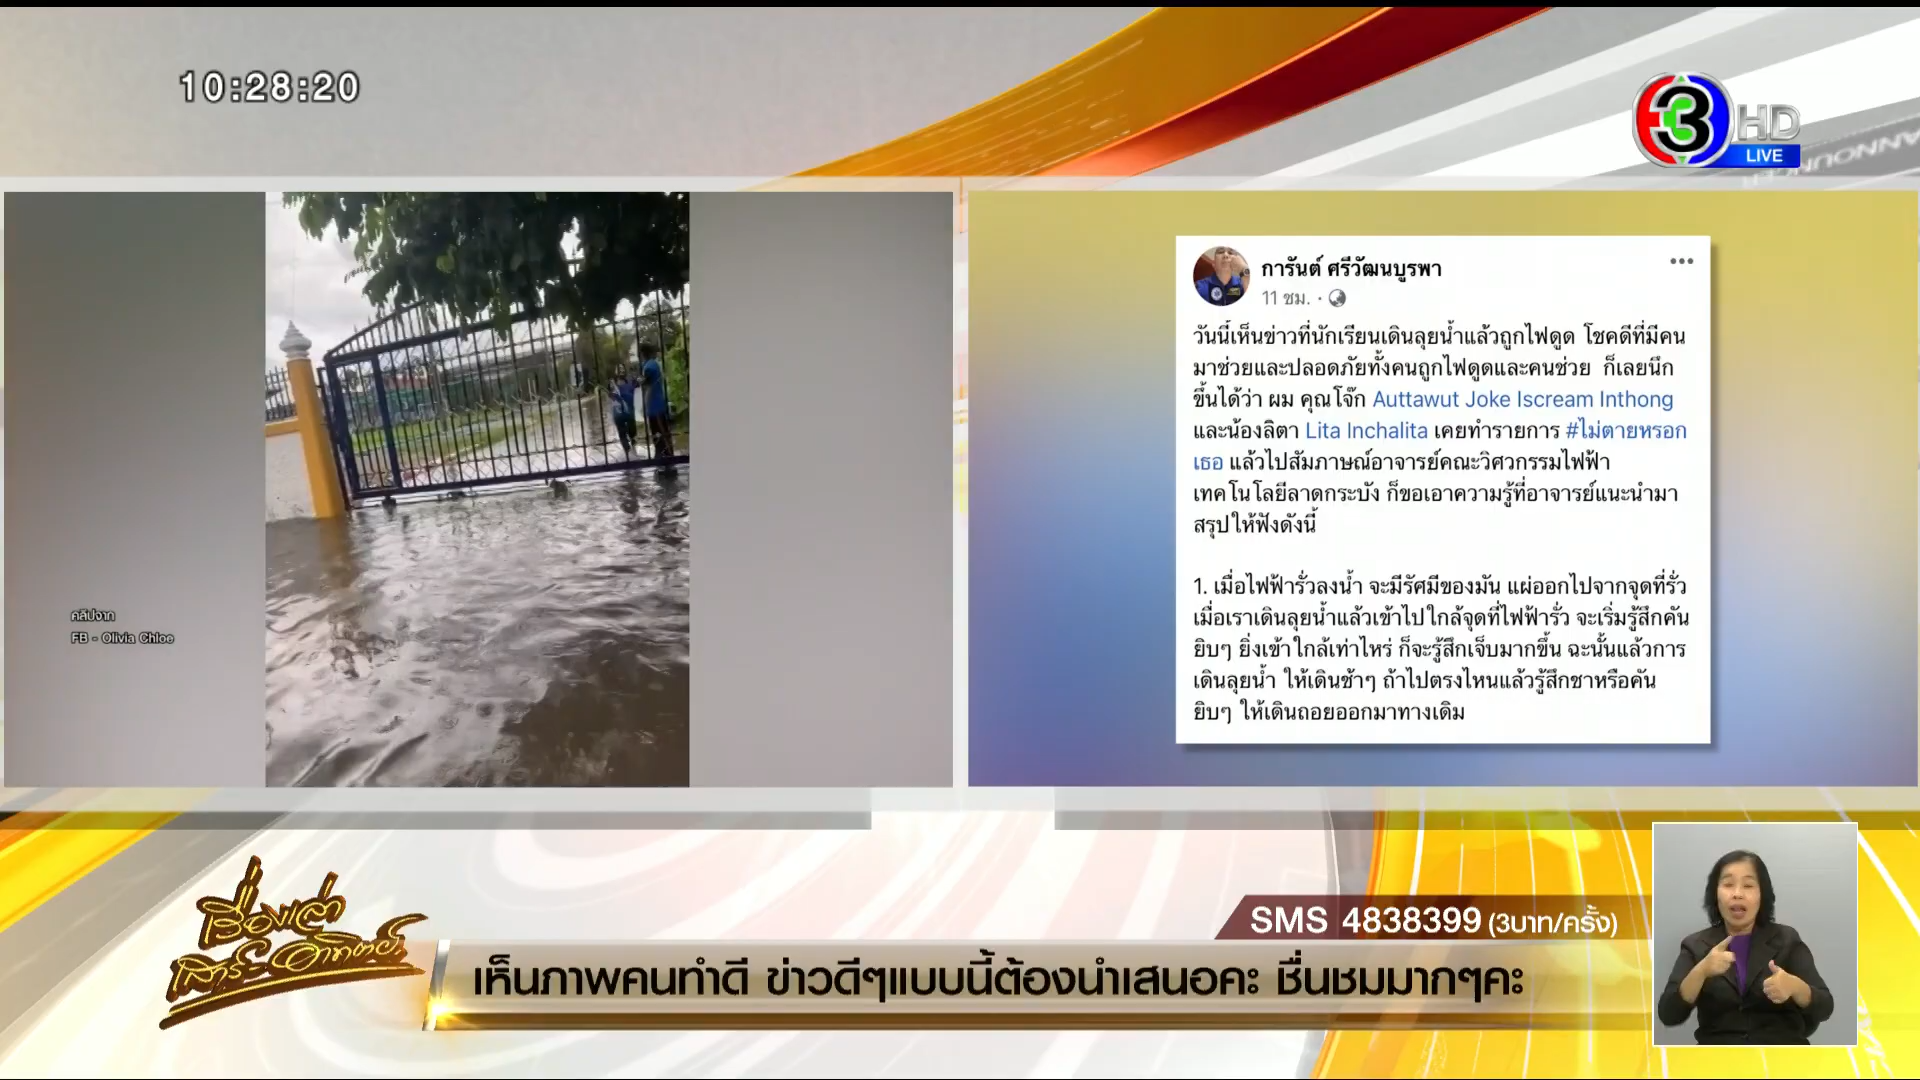 10:28:20
3 HD
LIVE
ANNOUNCER
คลิปจาก
FB - Olivia Chloe
การันต์ ศรีวัฒนบูรพา
11 ชม. ·
วันนี้เห็นข่าวที่นักเรียนเดินลุยน้ำแล้วถูกไฟดูด โชคดีที่มีคน
มาช่วยและปลอดภัยทั้งคนถูกไฟดูดและคนช่วย ก็เลยนึก
ขึ้นได้ว่า ผม คุณโจ๊ก Auttawut Joke Iscream Inthong
และน้องลิตา Lita Inchalita เคยทำรายการ #ไม่ตายหรอก
เธอ แล้วไปสัมภาษณ์อาจารย์คณะวิศวกรรมไฟฟ้า
เทคโนโลยีลาดกระบัง ก็ขอเอาความรู้ที่อาจารย์แนะนำมา
สรุปให้ฟังดังนี้
1. เมื่อไฟฟ้ารั่วลงน้ำ จะมีรัศมีของมัน แผ่ออกไปจากจุดที่รั่ว
เมื่อเราเดินลุยน้ำแล้วเข้าไปใกล้จุดที่ไฟฟ้ารั่ว จะเริ่มรู้สึกคัน
ยิบๆ ยิ่งเข้าใกล้เท่าไหร่ ก็จะรู้สึกเจ็บมากขึ้น ฉะนั้นแล้วการ
เดินลุยน้ำ ให้เดินช้าๆ ถ้าไปตรงไหนแล้วรู้สึกชาหรือคัน
ยิบๆ ให้เดินถอยออกมาทางเดิม
เรื่องเล่า
เสาร์-อาทิตย์
SMS 4838399 (3บาท/ครั้ง)
เห็นภาพคนทำดี ข่าวดีๆแบบนี้ต้องนำเสนอคะ ชื่นชมมากๆคะ